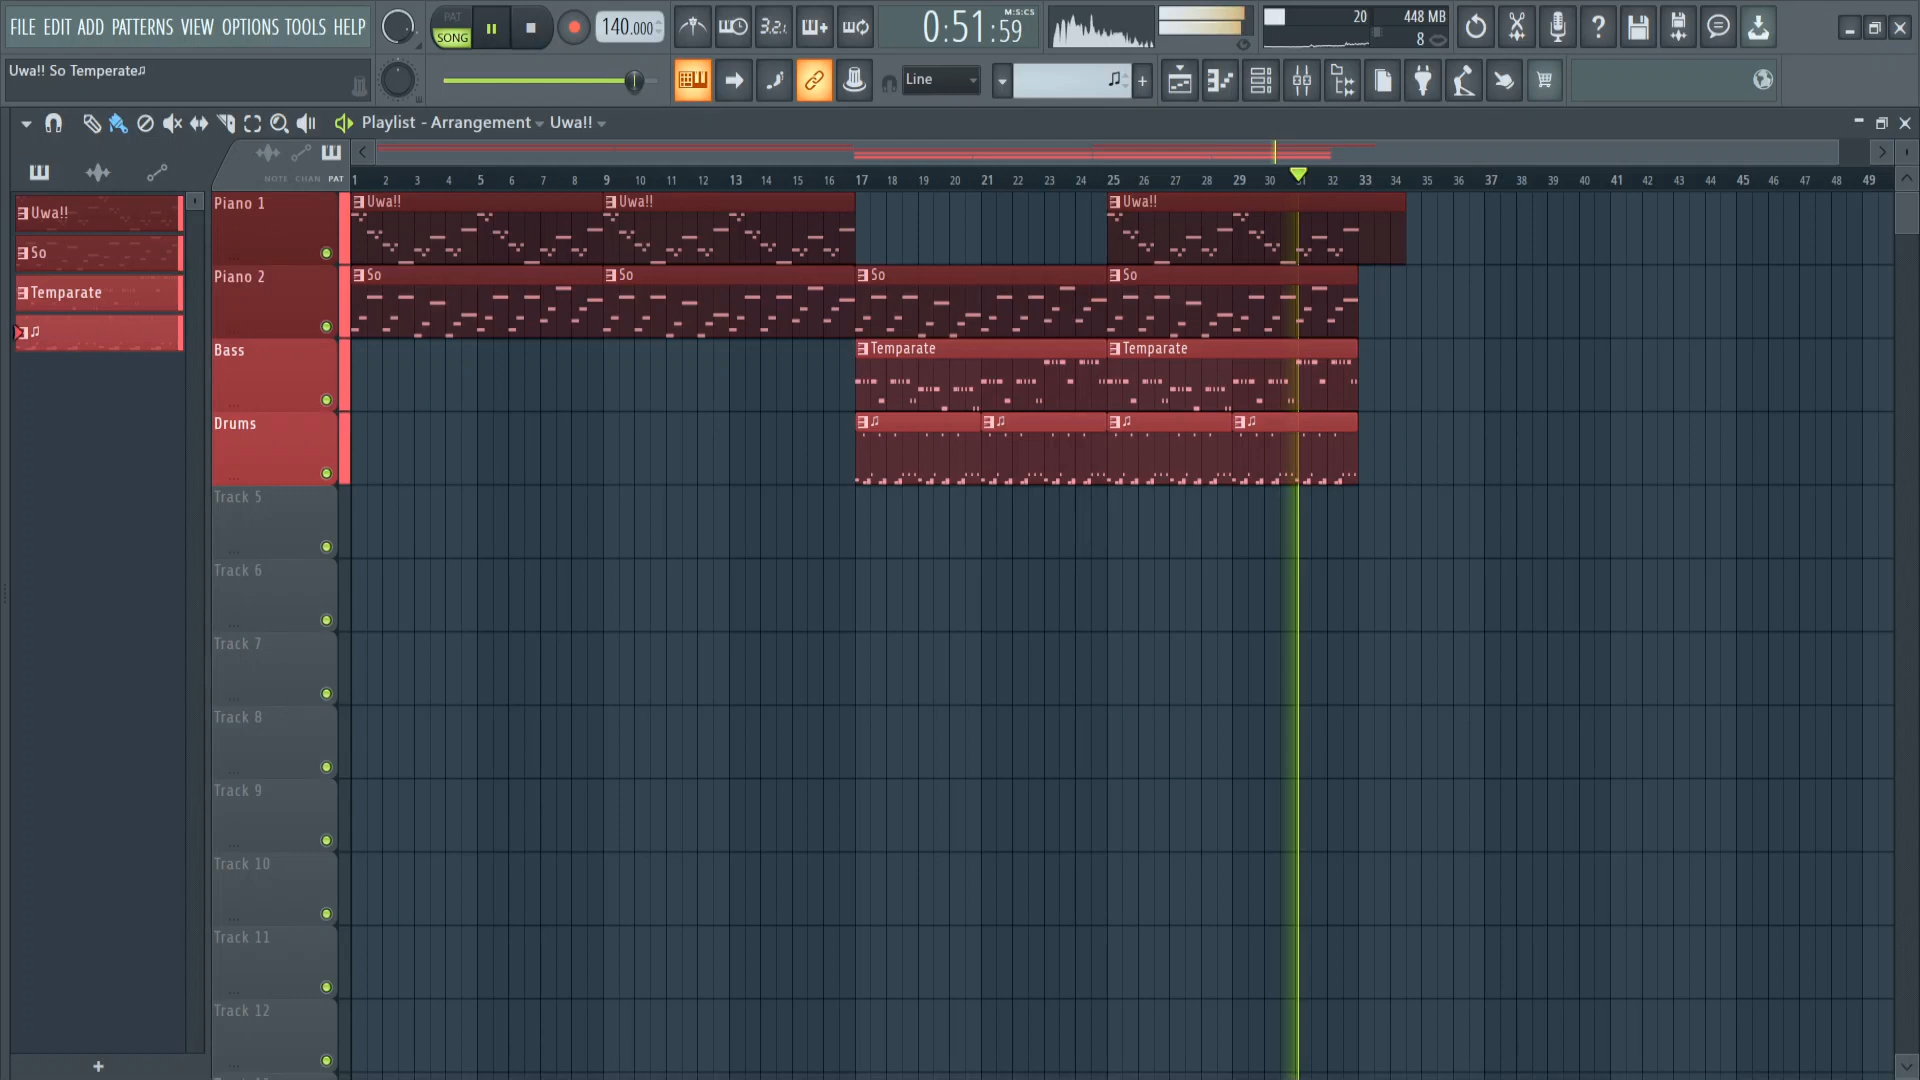 FILE EDIT ADD PATTERNS VIEW OPTIONS TOOLS HELP
PAT
SONG
140.000
3.2.
0:51:59
M:S:CS
20
448 MB
8
Uwa!! So Temperate♫
Line
♫
Playlist - Arrangement
Uwa!!
NOTE CHAN PAT
1 2 3 4 5 6 7 8 9 10 11 12 13 14 15 16 17 18 19 20 21 22 23 24 25 26 27 28 29 30 31 32 33 34 35 36 37 38 39 40 41 42 43 44 45 46 47 48 49
Uwa!!
So
Temparate
♫
Piano 1
Uwa!!
Uwa!!
Uwa!!
Piano 2
So
So
So
So
Bass
Temparate
Temparate
Drums
♫
♫
♫
♫
Track 5
Track 6
Track 7
Track 8
Track 9
Track 10
Track 11
Track 12